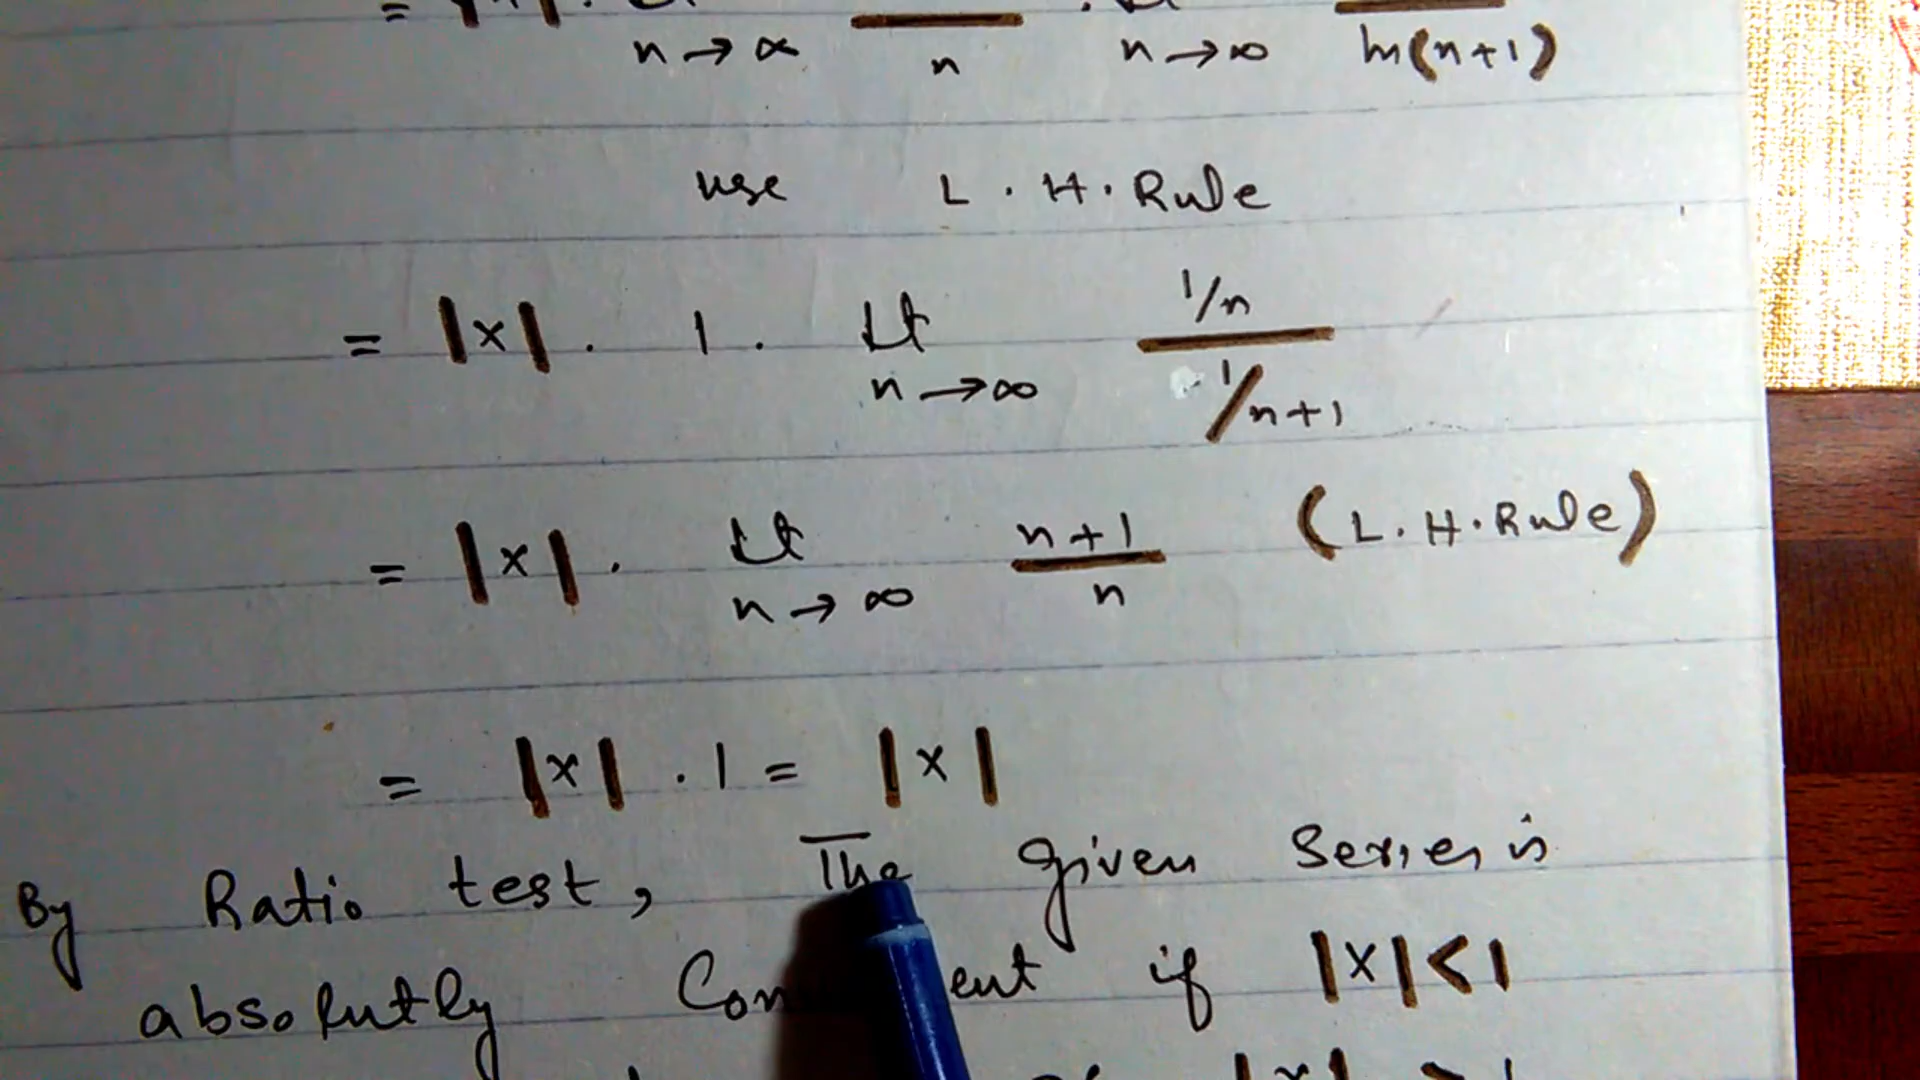 n→∞ n n→∞ ln(n+1)
use L.H.Rule
= |x| . 1 . Lt n→∞ 1/n / 1/n+1
= |x| . Lt n→∞ n+1/n (L.H.Rule)
= |x| . 1 = |x|
By Ratio test, The given Series is
absolutly if |x|<1